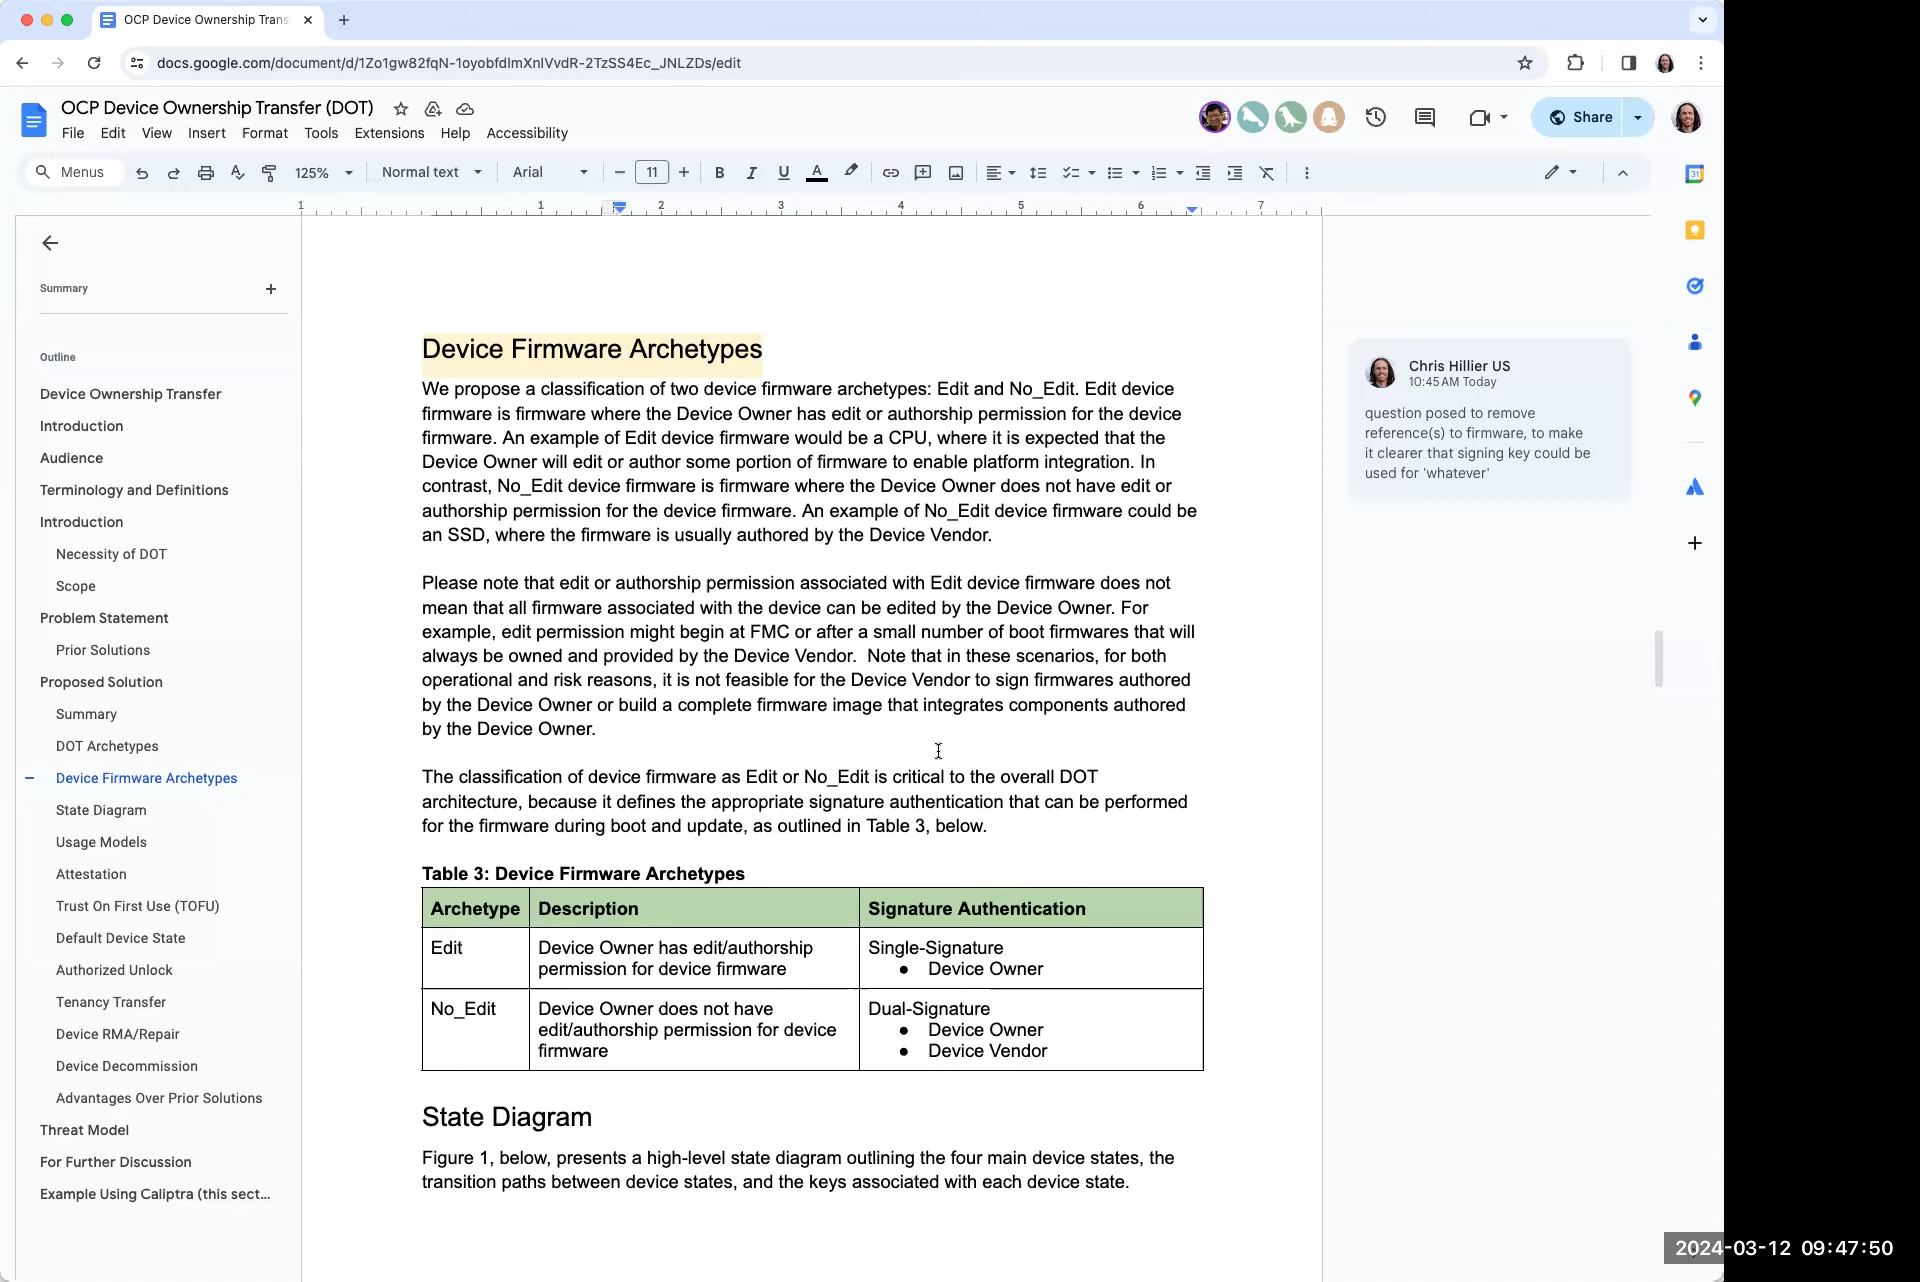 OCP Device Ownership Trans
docs.google.com/document/d/1Zo1gw82fqN-1oyobfdlmXnlVvdR-2TzSS4Ec_JNLZDs/edit
OCP Device Ownership Transfer (DOT)
File Edit View Insert Format Tools Extensions Help Accessibility
Share
Menus 125% Normal text Arial 11 B I U A
1 1 2 3 4 5 6 7
31
Summary
Outline
Device Ownership Transfer
Introduction
Audience
Terminology and Definitions
Introduction
Necessity of DOT
Scope
Problem Statement
Prior Solutions
Proposed Solution
Summary
DOT Archetypes
Device Firmware Archetypes
State Diagram
Usage Models
Attestation
Trust On First Use (TOFU)
Default Device State
Authorized Unlock
Tenancy Transfer
Device RMA/Repair
Device Decommission
Advantages Over Prior Solutions
Threat Model
For Further Discussion
Example Using Caliptra (this sect...
Device Firmware Archetypes
We propose a classification of two device firmware archetypes: Edit and No_Edit. Edit device
firmware is firmware where the Device Owner has edit or authorship permission for the device
firmware. An example of Edit device firmware would be a CPU, where it is expected that the
Device Owner will edit or author some portion of firmware to enable platform integration. In
contrast, No_Edit device firmware is firmware where the Device Owner does not have edit or
authorship permission for the device firmware. An example of No_Edit device firmware could be
an SSD, where the firmware is usually authored by the Device Vendor.
Please note that edit or authorship permission associated with Edit device firmware does not
mean that all firmware associated with the device can be edited by the Device Owner. For
example, edit permission might begin at FMC or after a small number of boot firmwares that will
always be owned and provided by the Device Vendor.  Note that in these scenarios, for both
operational and risk reasons, it is not feasible for the Device Vendor to sign firmwares authored
by the Device Owner or build a complete firmware image that integrates components authored
by the Device Owner.
The classification of device firmware as Edit or No_Edit is critical to the overall DOT
architecture, because it defines the appropriate signature authentication that can be performed
for the firmware during boot and update, as outlined in Table 3, below.
Table 3: Device Firmware Archetypes
Archetype Description Signature Authentication
Edit Device Owner has edit/authorship Single-Signature
permission for device firmware ● Device Owner
No_Edit Device Owner does not have Dual-Signature
edit/authorship permission for device ● Device Owner
firmware ● Device Vendor
State Diagram
Figure 1, below, presents a high-level state diagram outlining the four main device states, the
transition paths between device states, and the keys associated with each device state.
Chris Hillier US
10:45 AM Today
question posed to remove
reference(s) to firmware, to make
it clearer that signing key could be
used for 'whatever'
2024-03-12 09:47:50